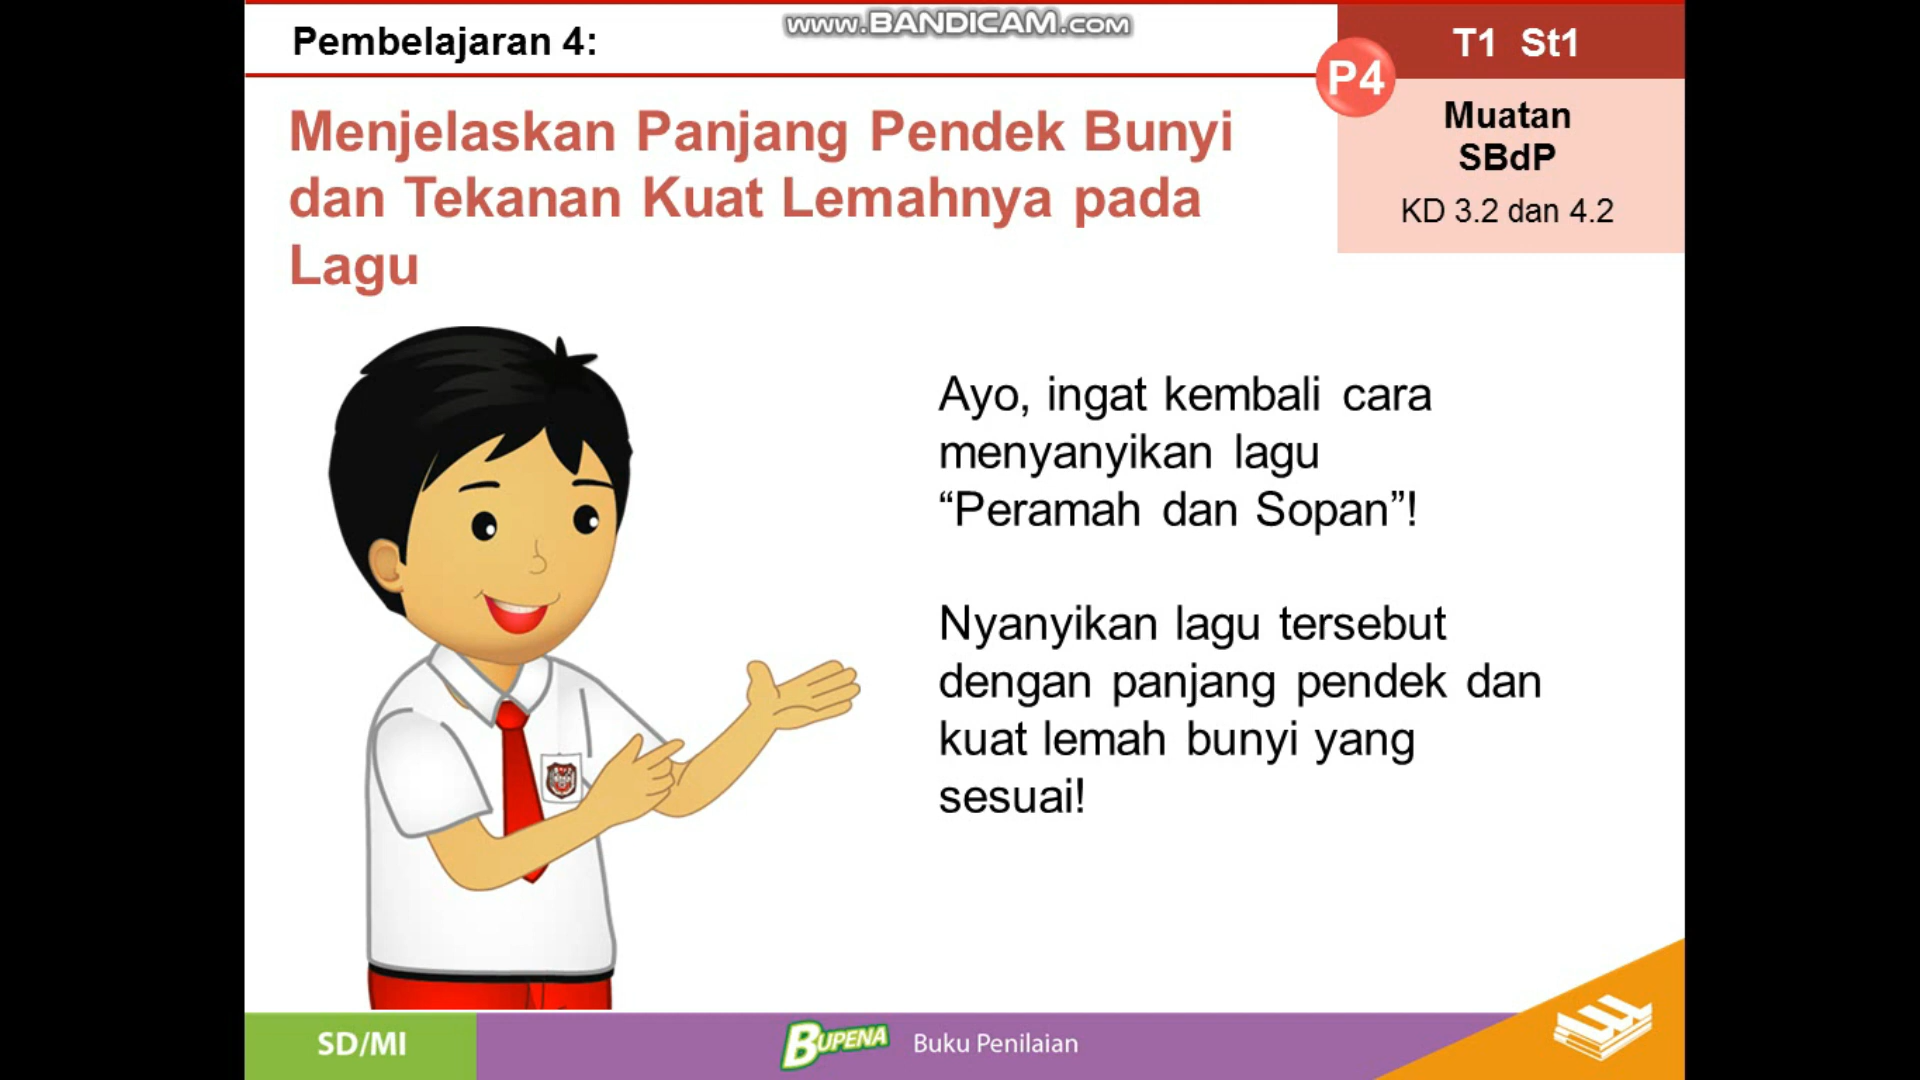 www.BANDICAM.com
Pembelajaran 4:
T1 St1
P4
Muatan
SBdP
KD 3.2 dan 4.2
Menjelaskan Panjang Pendek Bunyi
dan Tekanan Kuat Lemahnya pada
Lagu
Ayo, ingat kembali cara
menyanyikan lagu
“Peramah dan Sopan”!
Nyanyikan lagu tersebut
dengan panjang pendek dan
kuat lemah bunyi yang
sesuai!
SD/MI
BUPENA
Buku Penilaian